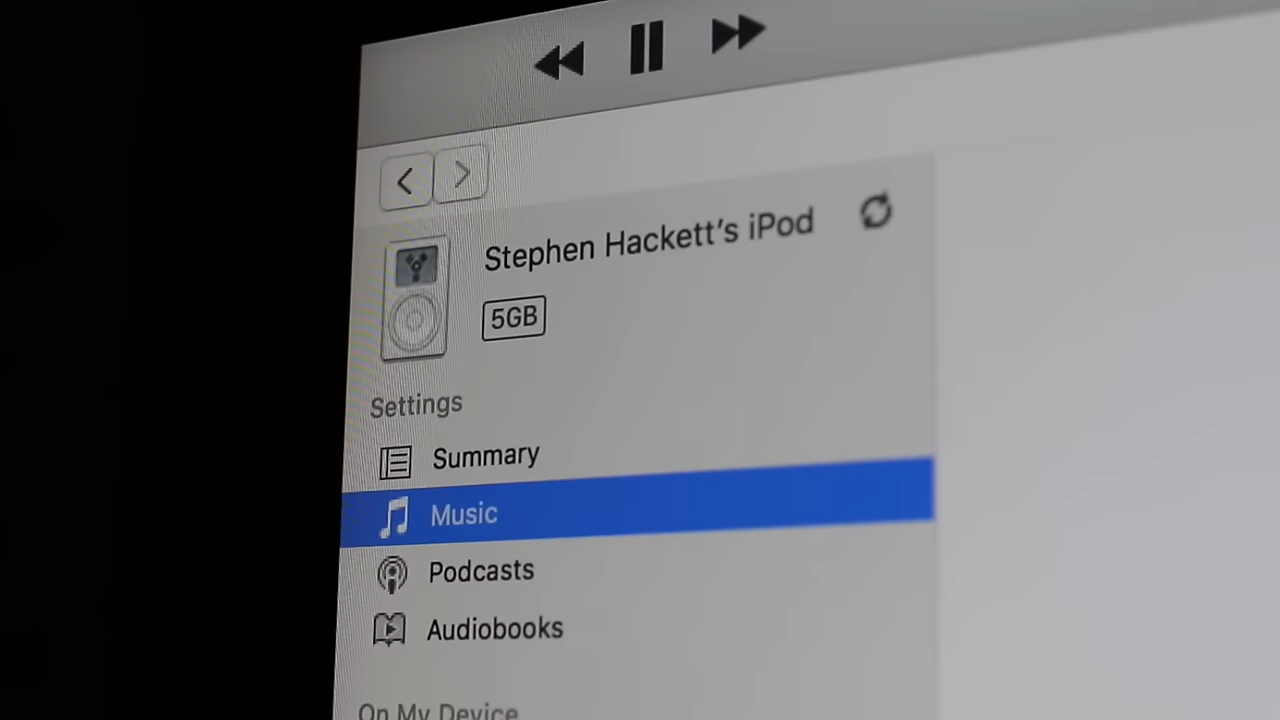 Stephen Hackett’s iPod
5GB
Settings
Summary
Music
Podcasts
Audiobooks
On My Device